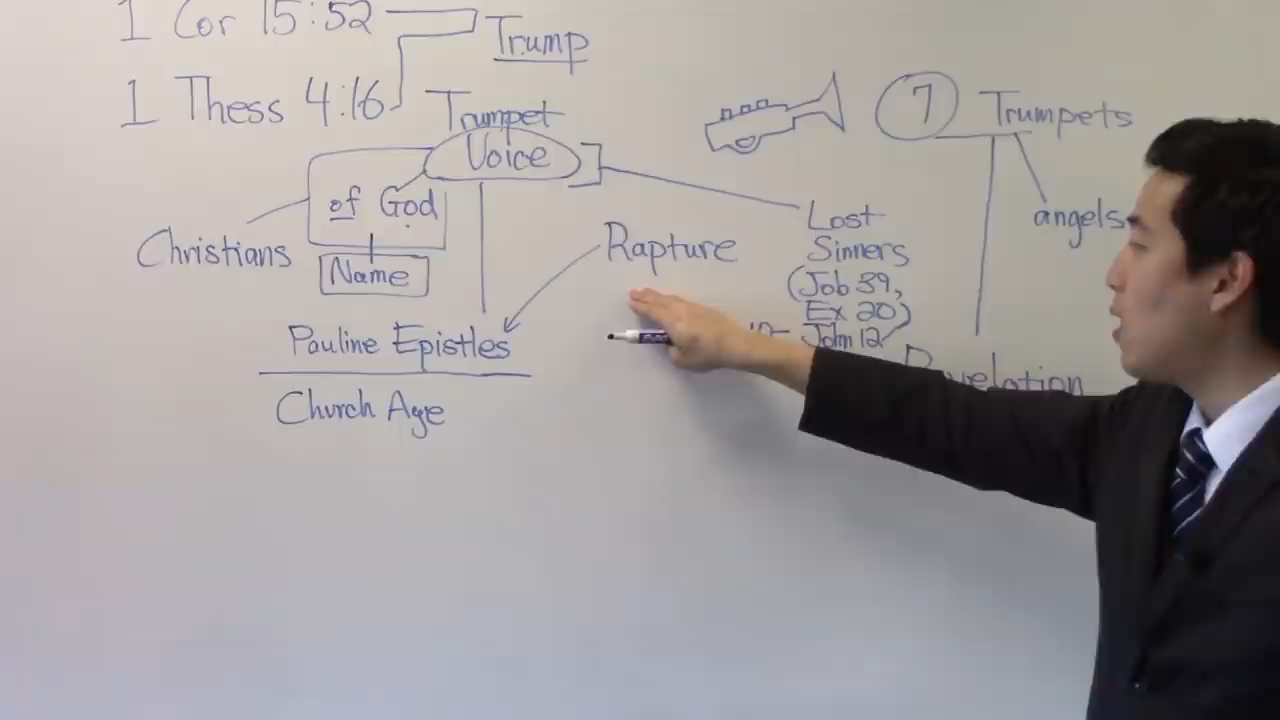 1 Cor 15:52
Trump
1 Thess 4:16
Trumpet
Voice
of God
Name
Christians
Pauline Epistles
Church Age
Rapture
7 Trumpets
angels
Lost
Sinners
(Job 39,
Ex 20)
John 12
Revelation